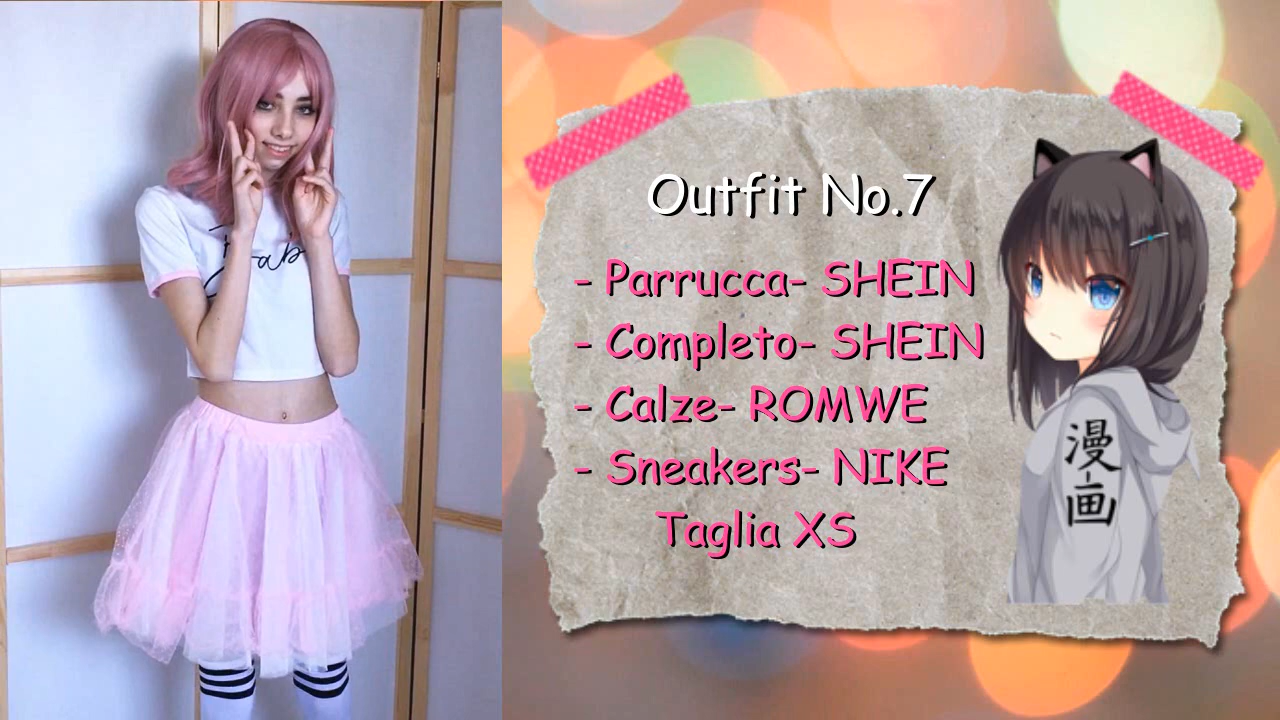 Outfit No.7
- Parrucca- SHEIN
- Completo- SHEIN
- Calze- ROMWE
- Sneakers- NIKE
Taglia XS
漫画